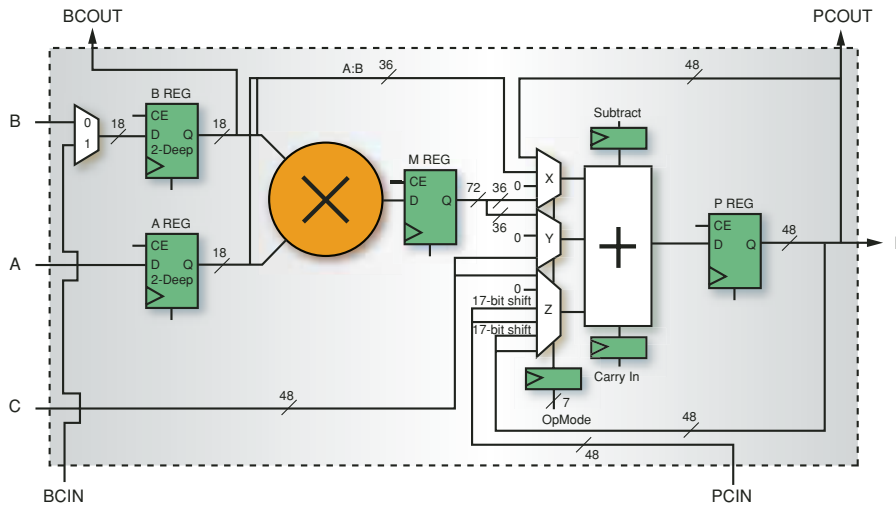 BCOUT
PCOUT
A:B
36
48
B REG
Subtract
B
0
1
18
CE
D
Q
2-Deep
18
M REG
CE
D
Q
72
36
36
0
X
P REG
CE
D
Q
48
A REG
0
Y
A
CE
D
Q
2-Deep
18
0
17-bit shift
Z
17-bit shift
Carry In
C
48
7
OpMode
48
48
BCIN
PCIN